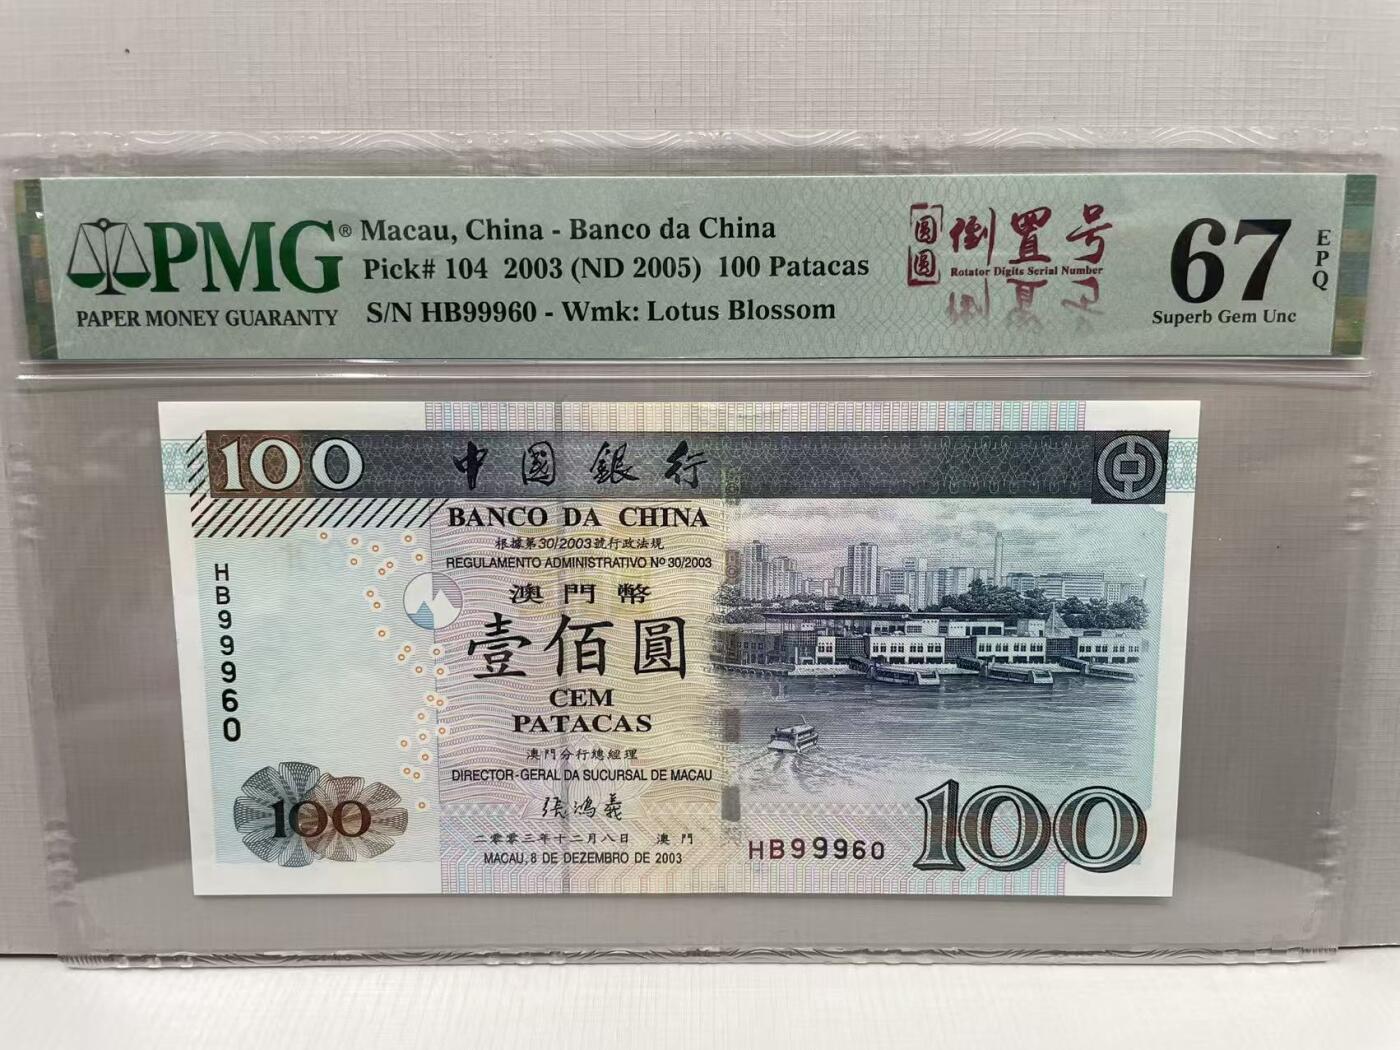 PMG®
PAPER MONEY GUARANTY
Macau, China - Banco da China
Pick# 104 2003 (ND 2005) 100 Patacas
S/N HB99960 - Wmk: Lotus Blossom
圆圆
倒置号
Rotator Digits Serial Number
67
EPQ
Superb Gem Unc
100
中國銀行
BANCO DA CHINA
根據第30/2003號行政法規
REGULAMENTO ADMINISTRATIVO Nº 30/2003
HB99960
澳門幣
壹佰圓
CEM
PATACAS
澳門分行總經理
DIRECTOR-GERAL DA SUCURSAL DE MACAU
張鴻義
二零零三年十二月八日 澳門
MACAU, 8 DE DEZEMBRO DE 2003
100
HB99960
100